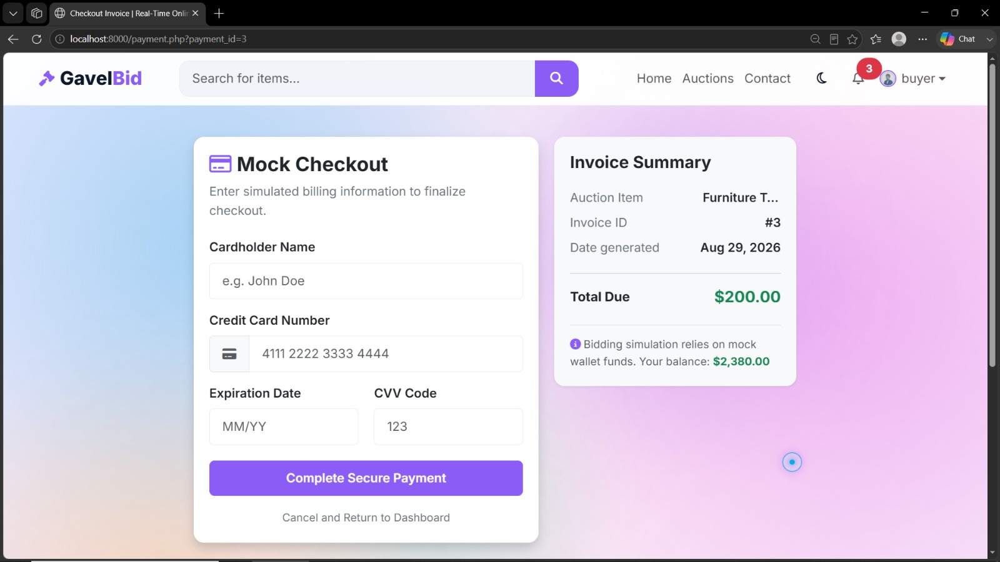 Checkout Invoice | Real-Time Onlir
localhost:8000/payment.php?payment_id=3
Chat
GavelBid
Search for items...
Home
Auctions
Contact
3
buyer
Mock Checkout
Enter simulated billing information to finalize
checkout.
Cardholder Name
e.g. John Doe
Credit Card Number
4111 2222 3333 4444
Expiration Date
CVV Code
MM/YY
123
Complete Secure Payment
Cancel and Return to Dashboard
Invoice Summary
Auction Item
Furniture T...
Invoice ID
#3
Date generated
Aug 29, 2026
Total Due
$200.00
Bidding simulation relies on mock
wallet funds. Your balance: $2,380.00